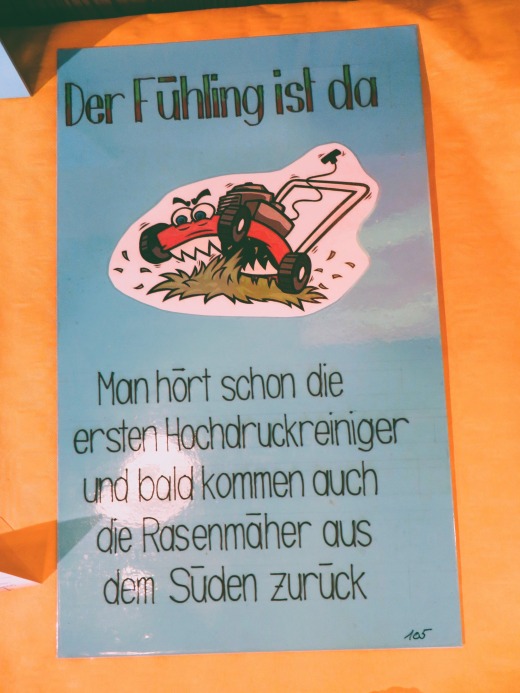 Der Fühling ist da
Man hört schon die
ersten Hochdruckreiniger
und bald kommen auch
die Rasenmäher aus
dem Süden zurück
105